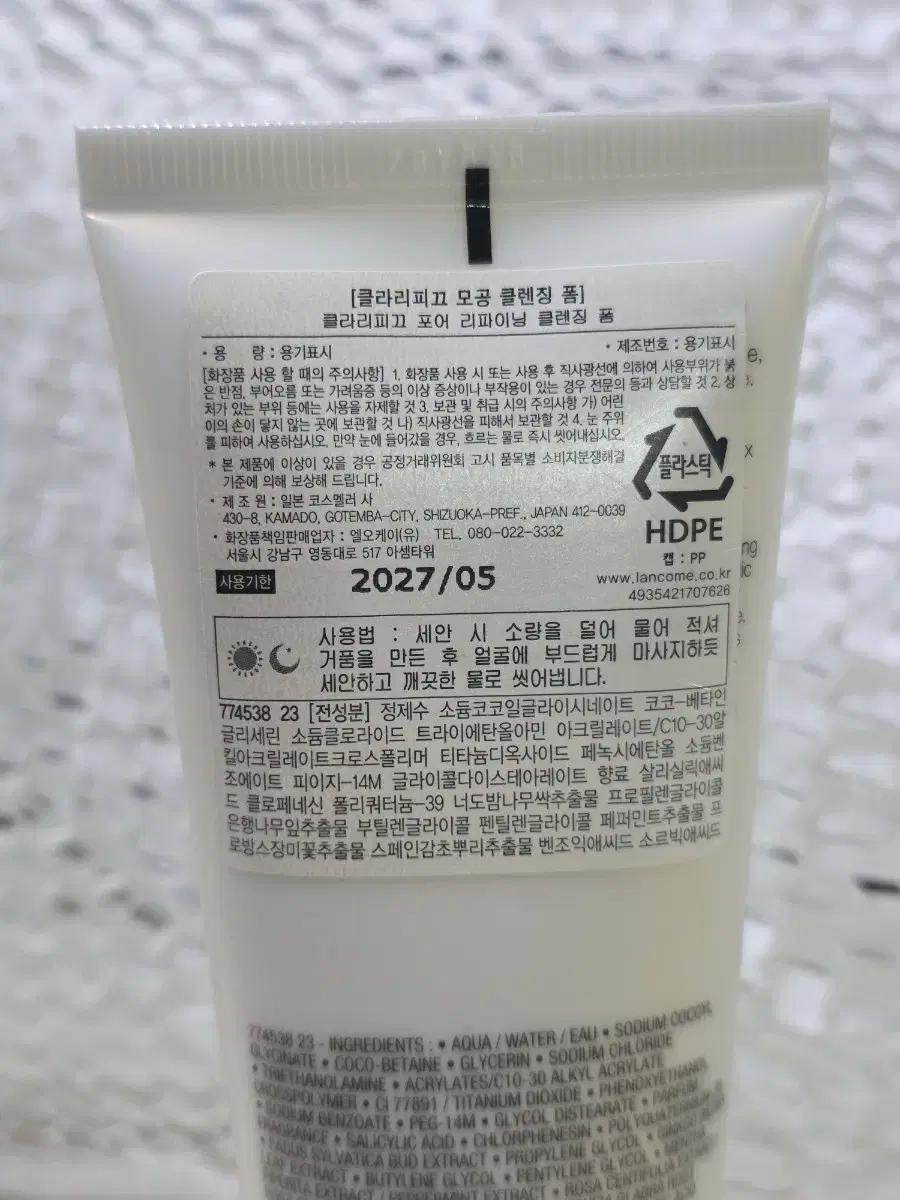 [클라리피끄 모공 클렌징 폼]
클라리피끄 포어 리파이닝 클렌징 폼
• 용 량 : 용기표시 • 제조번호 : 용기표시
[화장품 사용 할 때의 주의사항] 1. 화장품 사용 시 또는 사용 후 직사광선에 의하여 사용부위가 붉
은 반점, 부어오름 또는 가려움증 등의 이상 증상이나 부작용이 있는 경우 전문의 등과 상담할 것 2. 상
처가 있는 부위 등에는 사용을 자제할 것 3. 보관 및 취급 시의 주의사항 가) 어린
이의 손이 닿지 않는 곳에 보관할 것 나) 직사광선을 피해서 보관할 것 4. 눈 주위
를 피하여 사용하십시오. 만약 눈에 들어갔을 경우, 흐르는 물로 즉시 씻어내십시오.
* 본 제품에 이상이 있을 경우 공정거래위원회 고시 품목별 소비자분쟁해결
기준에 의해 보상해 드립니다.
• 제 조 원 : 일본 코스멜러 사
430-8, KAMADO, GOTEMBA-CITY, SHIZUOKA-PREF., JAPAN 412-0039
• 화장품책임판매업자 : 엘오케이(유) TEL. 080-022-3332
서울시 강남구 영동대로 517 아셈타워
플라스틱
HDPE
캡 : PP
사용기한 2027/05
www.lancome.co.kr
4935421707626
사용법 : 세안 시 소량을 덜어 물어 적셔
거품을 만든 후 얼굴에 부드럽게 마사지하듯
세안하고 깨끗한 물로 씻어냅니다.
774538 23 [전성분] 정제수 소듐코코일글라이시네이트 코코-베타인
글리세린 소듐클로라이드 트라이에탄올아민 아크릴레이트/C10-30알
킬아크릴레이트크로스폴리머 티타늄디옥사이드 페녹시에탄올 소듐벤
조에이트 피이지-14M 글라이콜다이스테아레이트 향료 살리실릭애씨
드 클로페네신 폴리쿼터늄-39 너도밤나무싹추출물 프로필렌글라이콜
은행나무잎추출물 부틸렌글라이콜 펜틸렌글라이콜 페퍼민트추출물 프
로방스장미꽃추출물 스페인감초뿌리추출물 벤조익애씨드 소르빅애씨드
774538 23 - INGREDIENTS : • AQUA / WATER / EAU • SODIUM COCOYL
GLYCINATE • COCO-BETAINE • GLYCERIN • SODIUM CHLORIDE
• TRIETHANOLAMINE • ACRYLATES/C10-30 ALKYL ACRYLATE
CROSSPOLYMER • CI 77891 / TITANIUM DIOXIDE • PHENOXYETHANOL
• SODIUM BENZOATE • PEG-14M • GLYCOL DISTEARATE • PARFUM /
FRAGRANCE • SALICYLIC ACID • CHLORPHENESIN • POLYQUATERNIUM
FAGUS SYLVATICA BUD EXTRACT • PROPYLENE GLYCOL • GINKGO
LEAF EXTRACT • BUTYLENE GLYCOL • PENTYLENE GLYCOL •
EXTRACT / PEPPERMINT EXTRACT • ROSA CENTIFOLIA